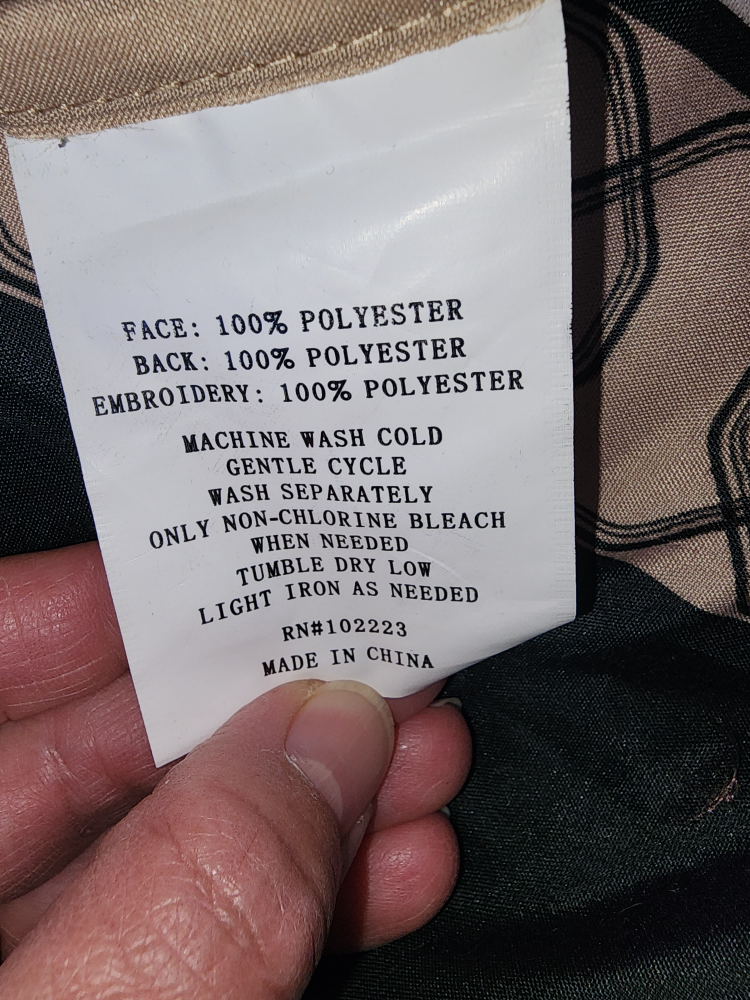 FACE: 100% POLYESTER
BACK: 100% POLYESTER
EMBROIDERY: 100% POLYESTER
MACHINE WASH COLD
GENTLE CYCLE
WASH SEPARATELY
ONLY NON-CHLORINE BLEACH
WHEN NEEDED
TUMBLE DRY LOW
LIGHT IRON AS NEEDED
RN#102223
MADE IN CHINA